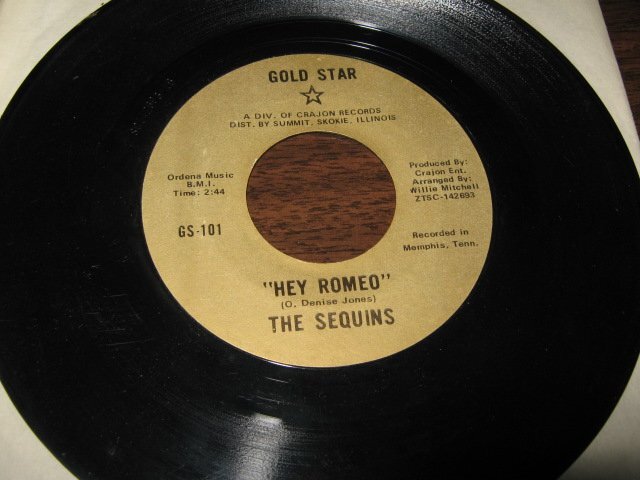 GOLD STAR
A DIV. OF CRAJON RECORDS
DIST. BY SUMMIT, SKOKIE, ILLINOIS
Ordena Music
B.M.I.
Time: 2:44
GS-101
Produced By:
Crajon Ent.
Arranged By:
Willie Mitchell
ZTSC-142693
Recorded in
Memphis, Tenn.
"HEY ROMEO"
(O. Denise Jones)
THE SEQUINS